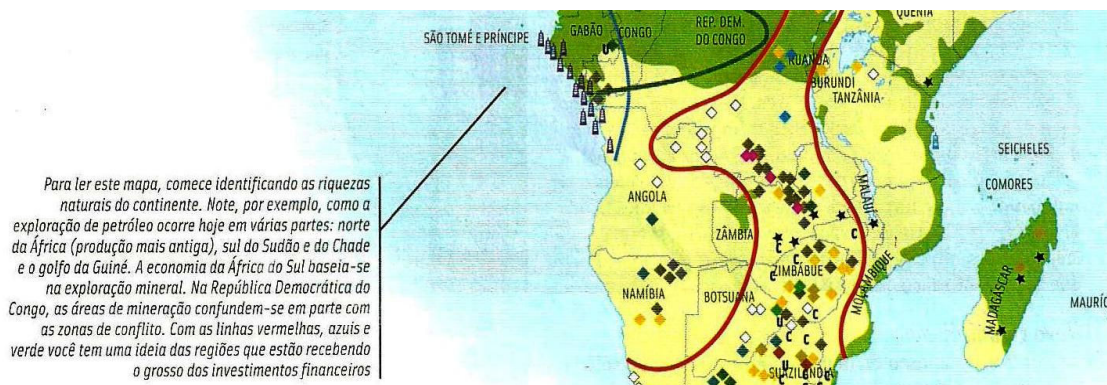 QUÊNIA
REP. DEM.
DO CONGO
GABÃO
CONGO
SÃO TOMÉ E PRÍNCIPE
U
RUANDA
BURUNDI
TANZÂNIA
SEICHELES
COMORES
Para ler este mapa, comece identificando as riquezas
naturais do continente. Note, por exemplo, como a
exploração de petróleo ocorre hoje em várias partes: norte
da África (produção mais antiga), sul do Sudão e do Chade
e o golfo da Guiné. A economia da África do Sul baseia-se
na exploração mineral. Na República Democrática do
Congo, as áreas de mineração confundem-se em parte com
as zonas de conflito. Com as linhas vermelhas, azuis e
verde você tem uma ideia das regiões que estão recebendo
o grosso dos investimentos financeiros
ANGOLA
MALAUÍ
ZÂMBIA
C
C
ZIMBÁBUE
C
MOÇAMBIQUE
NAMÍBIA
BOTSUANA
MADAGÁSCAR
MAURÍC
U
C
C
C
C
U
C
SUAZILÂNDIA
C
C